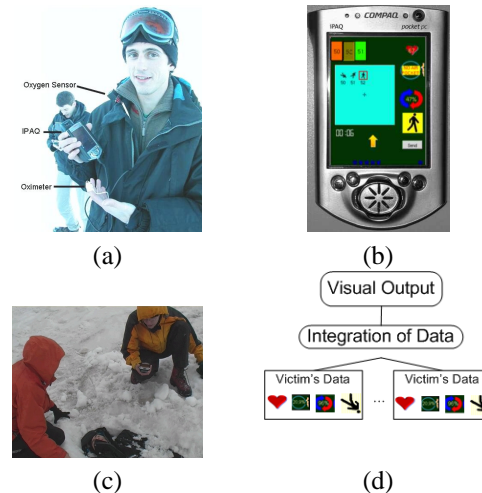 Oxygen Sensor
IPAQ
Oximeter
(a)
COMPAQ
IPAQ pocket pc
00:06
Send
(b)
(c)
Visual Output
Integration of Data
Victim's Data ... Victim's Data
(d)